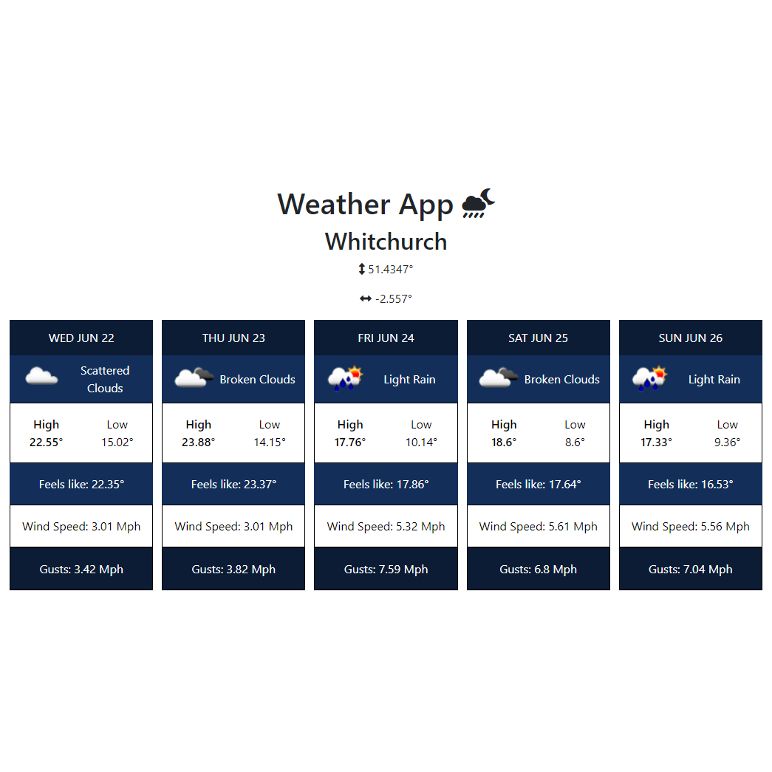 Weather App
Whitchurch
51.4347°
-2.557°
WED JUN 22
Scattered
Clouds
High Low
22.55° 15.02°
Feels like: 22.35°
Wind Speed: 3.01 Mph
Gusts: 3.42 Mph
THU JUN 23
Broken Clouds
High Low
23.88° 14.15°
Feels like: 23.37°
Wind Speed: 3.01 Mph
Gusts: 3.82 Mph
FRI JUN 24
Light Rain
High Low
17.76° 10.14°
Feels like: 17.86°
Wind Speed: 5.32 Mph
Gusts: 7.59 Mph
SAT JUN 25
Broken Clouds
High Low
18.6° 8.6°
Feels like: 17.64°
Wind Speed: 5.61 Mph
Gusts: 6.8 Mph
SUN JUN 26
Light Rain
High Low
17.33° 9.36°
Feels like: 16.53°
Wind Speed: 5.56 Mph
Gusts: 7.04 Mph